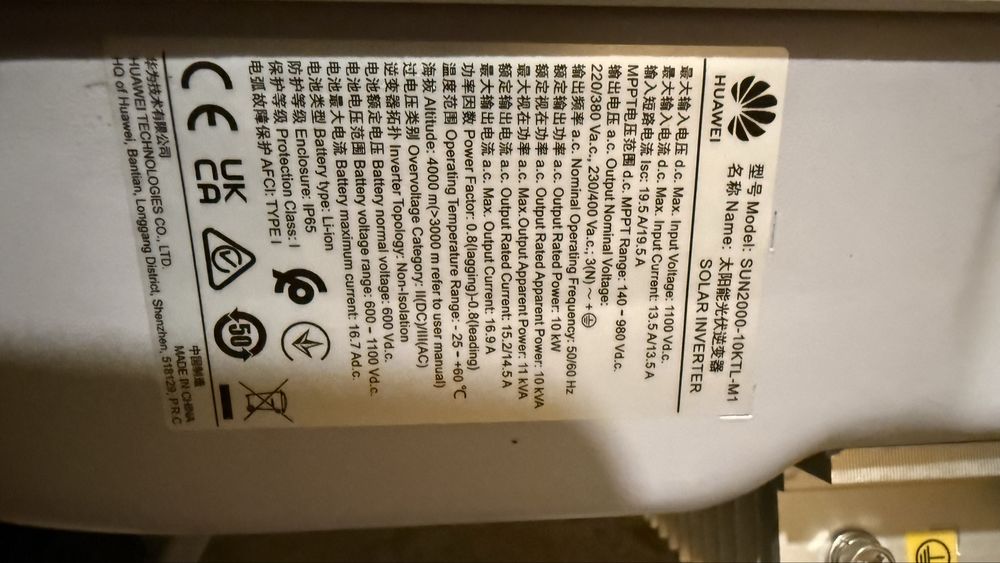 HUAWEI
型号 Model: SUN2000-10KTL-M1
名称 Name: 太阳能光伏逆变器
SOLAR INVERTER
最大输入电压 d.c. Max. Input Voltage: 1100 Vd.c.
最大输入电流 d.c. Max. Input Current: 13.5 A/13.5 A
输入短路电流 Isc: 19.5 A/19.5 A
MPPT电压范围 d.c. MPPT Range: 140 - 980 Vd.c.
输出电压 a.c. Output Nominal Voltage:
220/380 Va.c., 230/400 Va.c., 3(N)~ +
输出频率 a.c. Nominal Operating Frequency: 50/60 Hz
额定输出功率 a.c. Output Rated Power: 10 kW
额定视在功率 a.c. Output Rated Apparent Power: 10 kVA
最大视在功率 a.c. Max. Output Apparent Power: 11 kVA
额定输出电流 a.c. Output Rated Current: 15.2/14.5 A
最大输出电流 a.c. Max. Output Current: 16.9 A
功率因数 Power Factor: 0.8(lagging)-0.8(leading)
温度范围 Operating Temperature Range: - 25 - +60 ℃
海拔 Altitude: 4000 m(>3000 m refer to user manual)
过电压类别 Overvoltage Category: II(DC)/III(AC)
逆变器拓扑 Inverter Topology: Non-Isolation
电池额定电压 Battery normal voltage: 600 Vd.c.
电池电压范围 Battery voltage range: 600 - 1100 Vd.c.
电池最大电流 Battery maximum current: 16.7 Ad.c.
电池类型 Battery type: Li-ion
防护等级 Enclosure: IP65
保护等级 Protection Class: I
电弧故障保护 AFCI: TYPE I
CE
UK
CA
50
华为技术有限公司
HUAWEI TECHNOLOGIES CO., LTD.
HQ of Huawei, Bantian, Longgang District, Shenzhen, 518129, P.R.C
中国制造
MADE IN CHINA